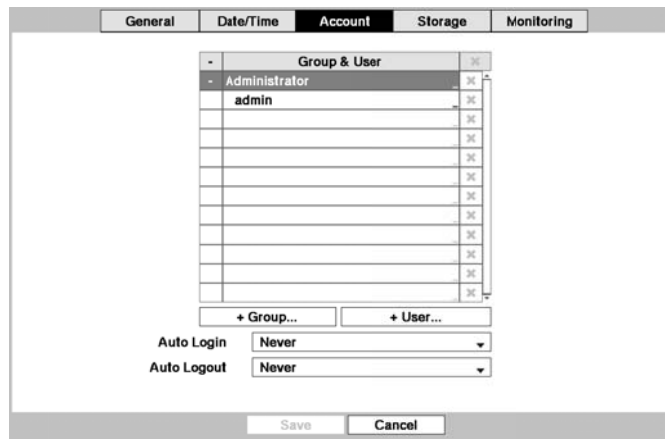 General Date/Time Account Storage Monitoring
- Group & User ×
- Administrator ×
admin ×
×
×
×
×
×
×
×
×
×
×
+ Group... + User...
Auto Login Never
Auto Logout Never
Save Cancel